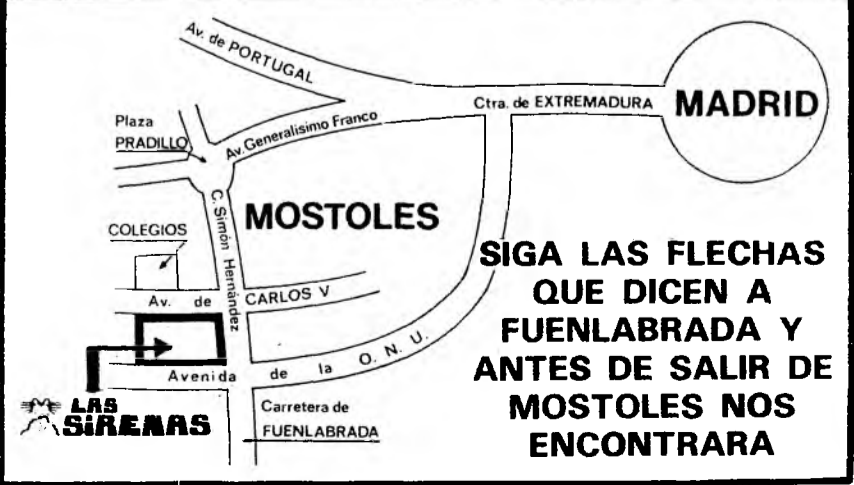 Av. de PORTUGAL
Ctra. de EXTREMADURA
MADRID
Plaza
PRADILLO
Av. Generalisimo Franco
MOSTOLES
C. Simón Hernández
COLEGIOS
Av. de CARLOS V
Avenida de la O. N. U.
LAS
SIRENAS
Carretera de
FUENLABRADA
SIGA LAS FLECHAS
QUE DICEN A
FUENLABRADA Y
ANTES DE SALIR DE
MOSTOLES NOS
ENCONTRARA